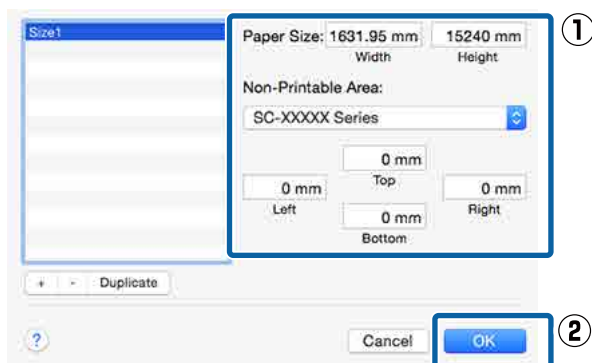 Size1
Paper Size: 1631.95 mm 15240 mm
Width Height
Non-Printable Area:
SC-XXXXX Series
0 mm
Top
0 mm 0 mm
Left Right
0 mm
Bottom
+ - Duplicate
? Cancel OK
1
2